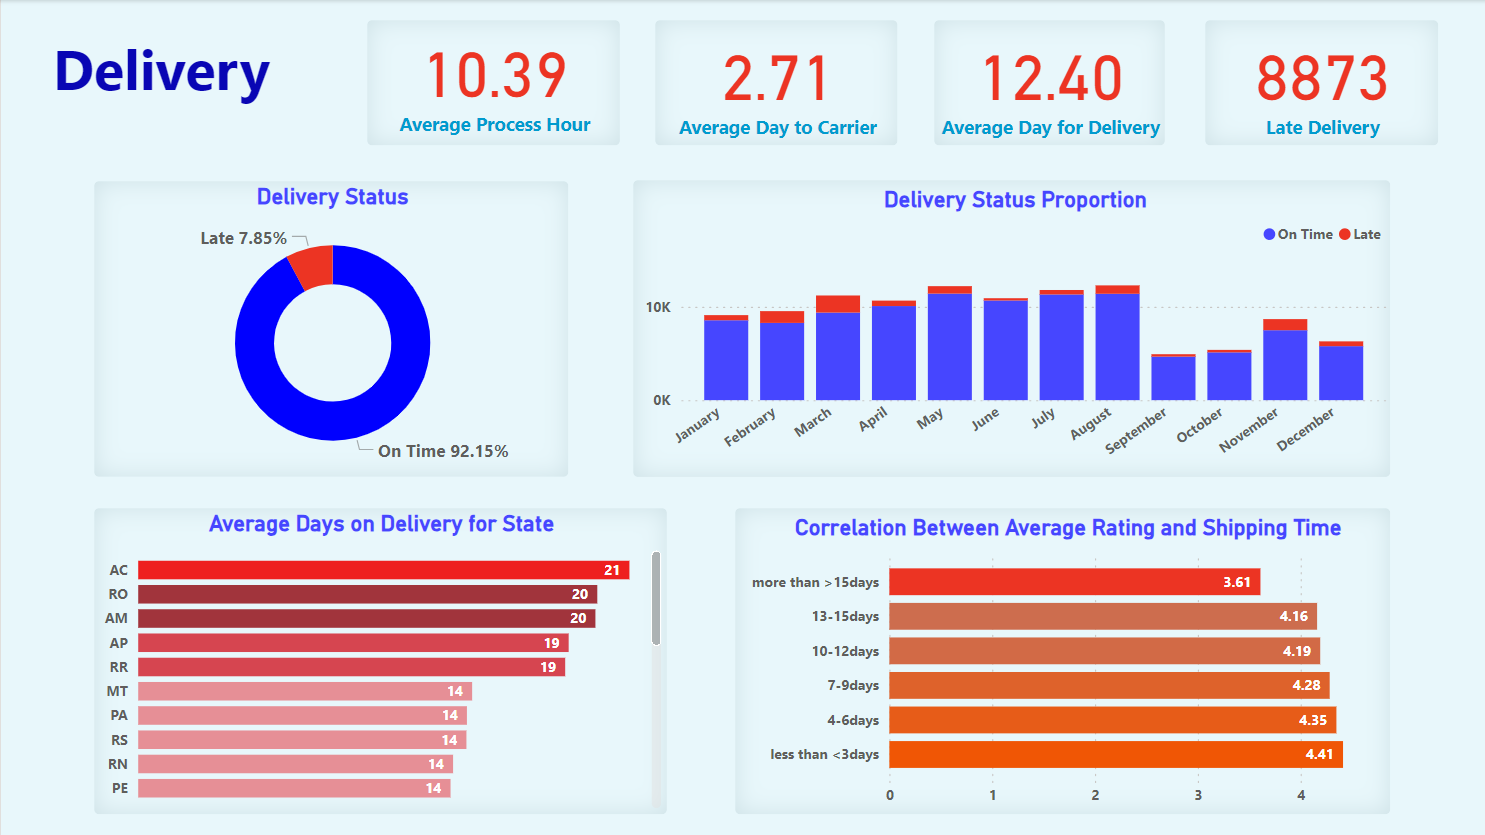 Delivery
10.39
Average Process Hour
2.71
Average Day to Carrier
12.40
Average Day for Delivery
8873
Late Delivery
Delivery Status
Late 7.85%
On Time 92.15%
Delivery Status Proportion
On Time Late
10K
0K
January
February
March
April
May
June
July
August
September
October
November
December
Average Days on Delivery for State
AC 21
RO 20
AM 20
AP 19
RR 19
MT 14
PA 14
RS 14
RN 14
PE 14
Correlation Between Average Rating and Shipping Time
more than >15days 3.61
13-15days 4.16
10-12days 4.19
7-9days 4.28
4-6days 4.35
less than <3days 4.41
0 1 2 3 4